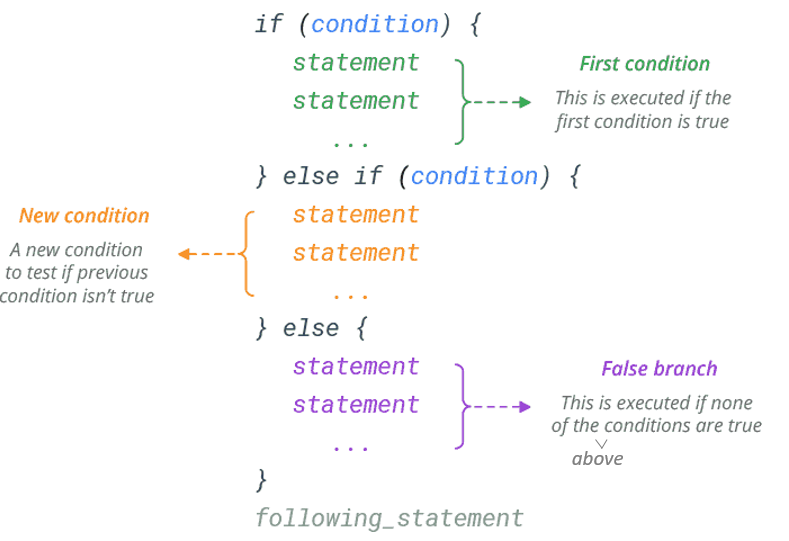 if (condition) {
statement
statement
...
First condition
This is executed if the
first condition is true
} else if (condition) {
New condition
A new condition
to test if previous
condition isn’t true
statement
statement
...
} else {
statement
statement
...
False branch
This is executed if none
of the conditions are true
above
}
following_statement